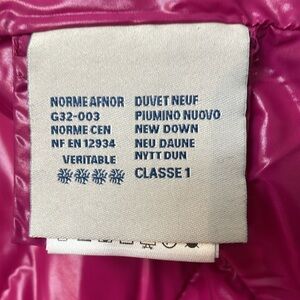 NORME AFNOR
G32-003
NORME CEN
NF EN 12934
VERITABLE
DUVET NEUF
PIUMINO NUOVO
NEW DOWN
NEU DAUNE
NYTT DUN
CLASSE 1